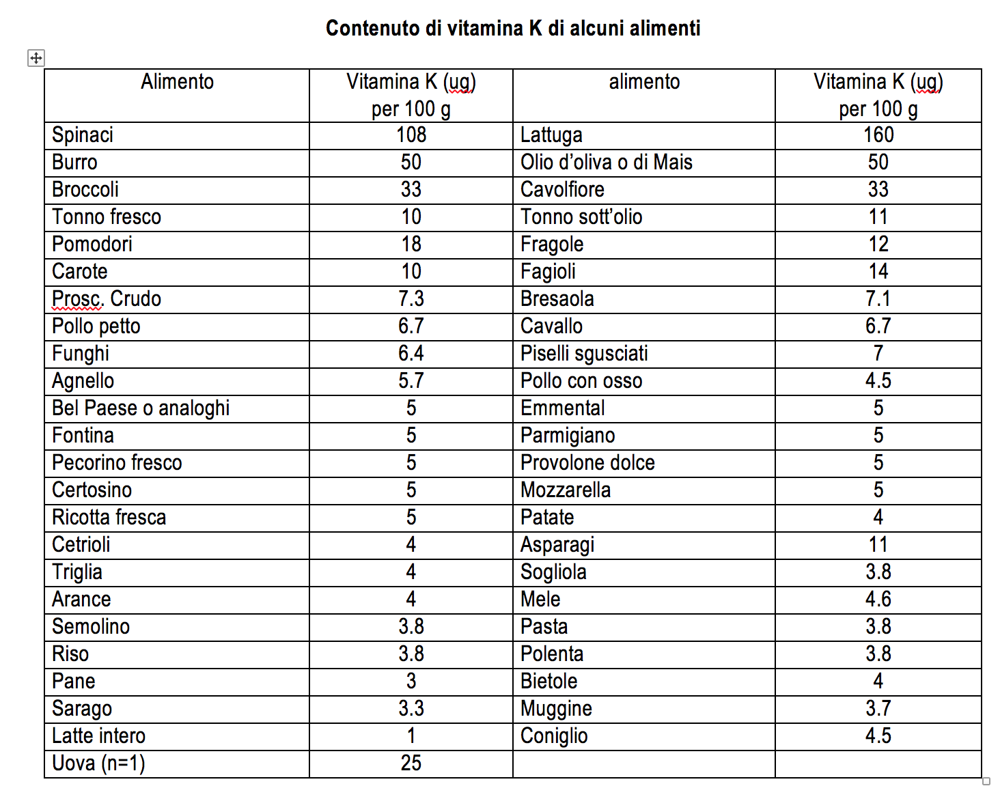 Contenuto di vitamina K di alcuni alimenti
Alimento Vitamina K (ug) per 100 g alimento Vitamina K (ug) per 100 g
Spinaci 108 Lattuga 160
Burro 50 Olio d’oliva o di Mais 50
Broccoli 33 Cavolfiore 33
Tonno fresco 10 Tonno sott’olio 11
Pomodori 18 Fragole 12
Carote 10 Fagioli 14
Prosc. Crudo 7.3 Bresaola 7.1
Pollo petto 6.7 Cavallo 6.7
Funghi 6.4 Piselli sgusciati 7
Agnello 5.7 Pollo con osso 4.5
Bel Paese o analoghi 5 Emmental 5
Fontina 5 Parmigiano 5
Pecorino fresco 5 Provolone dolce 5
Certosino 5 Mozzarella 5
Ricotta fresca 5 Patate 4
Cetrioli 4 Asparagi 11
Triglia 4 Sogliola 3.8
Arance 4 Mele 4.6
Semolino 3.8 Pasta 3.8
Riso 3.8 Polenta 3.8
Pane 3 Bietole 4
Sarago 3.3 Muggine 3.7
Latte intero 1 Coniglio 4.5
Uova (n=1) 25